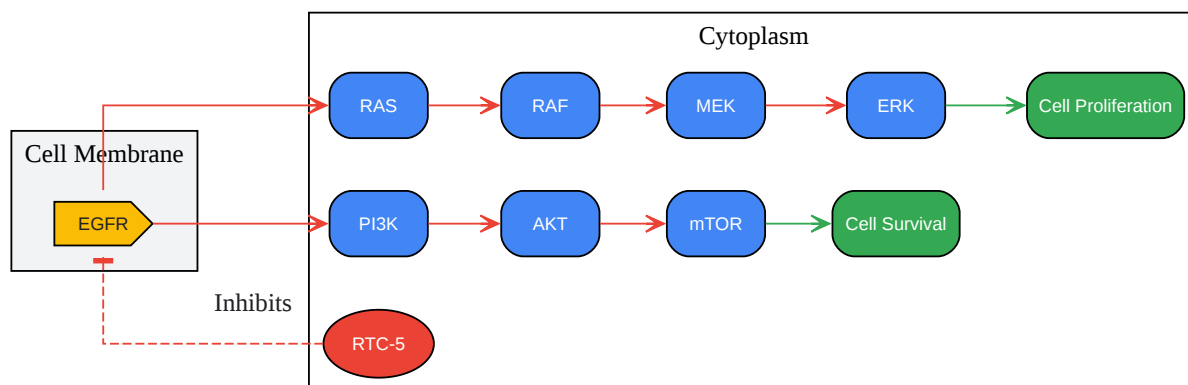 Cytoplasm
RAS
RAF
MEK
ERK
Cell Proliferation
Cell Membrane
EGFR
PI3K
AKT
mTOR
Cell Survival
Inhibits
RTC-5